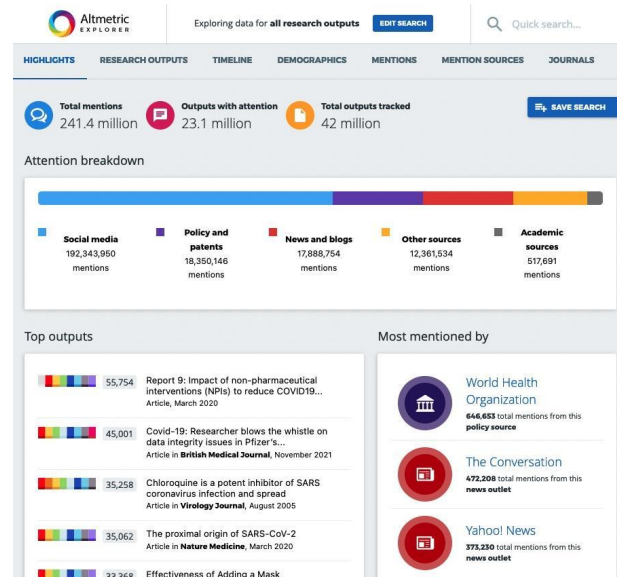 Altmetric
EXPLORER
Exploring data for all research outputs
EDIT SEARCH
Quick search...
HIGHLIGHTS
RESEARCH OUTPUTS
TIMELINE
DEMOGRAPHICS
MENTIONS
MENTION SOURCES
JOURNALS
Total mentions
241.4 million
Outputs with attention
23.1 million
Total outputs tracked
42 million
SAVE SEARCH
Attention breakdown
Social media
192,343,950
mentions
Policy and
patents
18,350,146
mentions
News and blogs
17,888,754
mentions
Other sources
12,361,534
mentions
Academic
sources
517,691
mentions
Top outputs
55,754
Report 9: Impact of non-pharmaceutical
interventions (NPIs) to reduce COVID19...
Article, March 2020
45,001
Covid-19: Researcher blows the whistle on
data integrity issues in Pfizer's...
Article in British Medical Journal, November 2021
35,258
Chloroquine is a potent inhibitor of SARS
coronavirus infection and spread
Article in Virology Journal, August 2005
35,062
The proximal origin of SARS-CoV-2
Article in Nature Medicine, March 2020
33,368
Effectiveness of Adding a Mask
Most mentioned by
World Health
Organization
646,653 total mentions from this
policy source
The Conversation
472,208 total mentions from this
news outlet
Yahoo! News
373,230 total mentions from this
news outlet